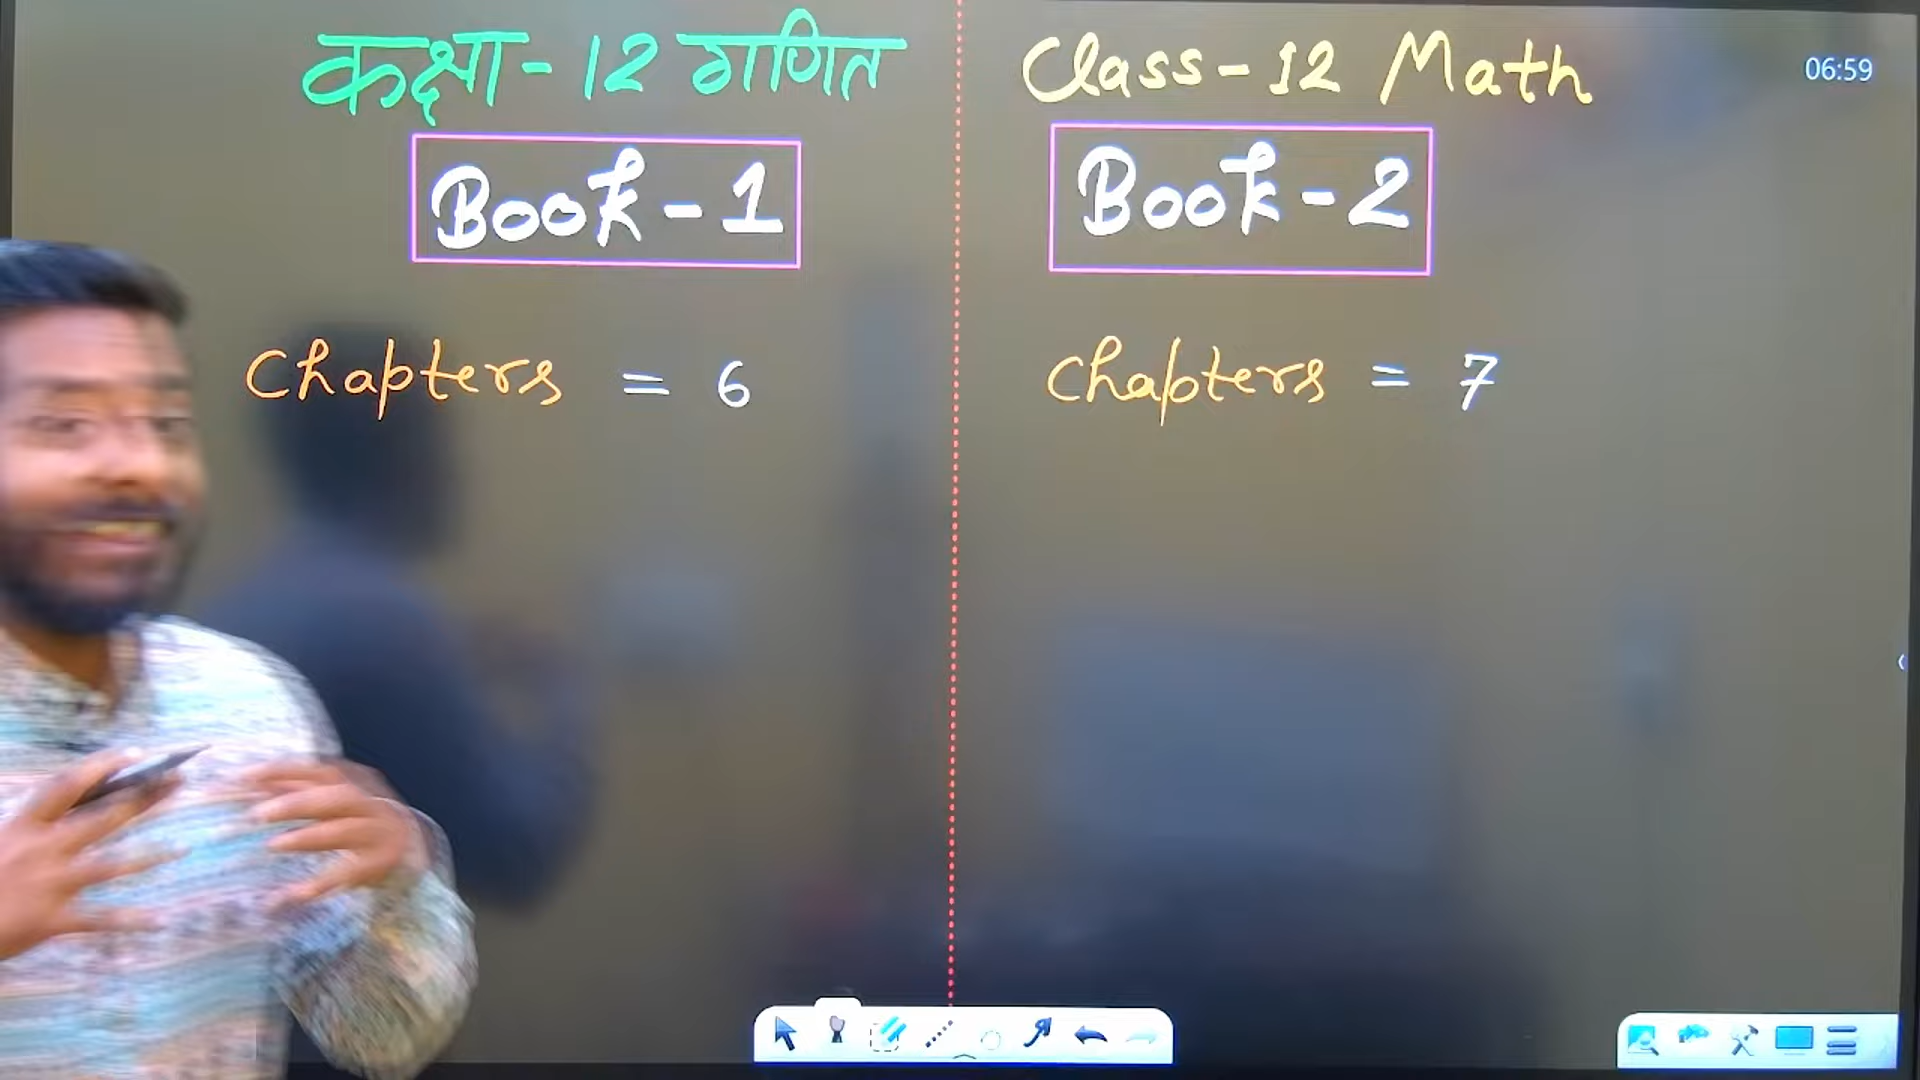 कक्षा-12 गणित
Book-1
Chapters = 6
Class-12 Math
Book-2
Chapters = 7
06:59